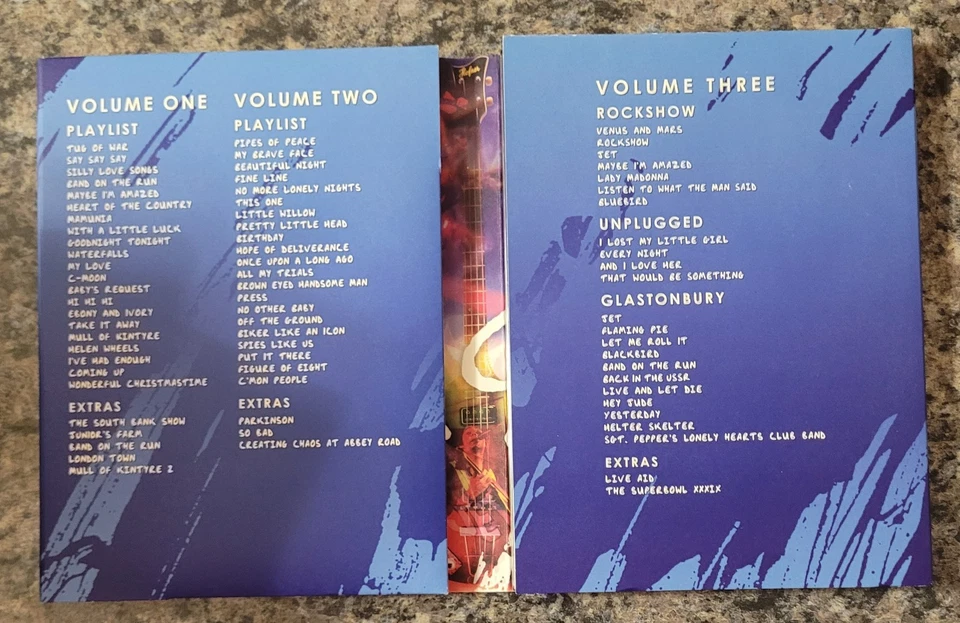 VOLUME ONE
PLAYLIST
TUG OF WAR
SAY SAY SAY
SILLY LOVE SONGS
BAND ON THE RUN
MAYBE I'M AMAZED
HEART OF THE COUNTRY
MAMUNIA
WITH A LITTLE LUCK
GOODNIGHT TONIGHT
WATERFALLS
MY LOVE
C-MOON
BABY'S REQUEST
HI HI HI
EBONY AND IVORY
TAKE IT AWAY
MULL OF KINTYRE
HELEN WHEELS
I'VE HAD ENOUGH
COMING UP
WONDERFUL CHRISTMASTIME
EXTRAS
THE SOUTH BANK SHOW
JUNIOR'S FARM
BAND ON THE RUN
LONDON TOWN
MULL OF KINTYRE 2
VOLUME TWO
PLAYLIST
PIPES OF PEACE
MY BRAVE FACE
BEAUTIFUL NIGHT
FINE LINE
NO MORE LONELY NIGHTS
THIS ONE
LITTLE WILLOW
PRETTY LITTLE HEAD
BIRTHDAY
HOPE OF DELIVERANCE
ONCE UPON A LONG AGO
ALL MY TRIALS
BROWN EYED HANDSOME MAN
PRESS
NO OTHER BABY
OFF THE GROUND
BIKER LIKE AN ICON
SPIES LIKE US
PUT IT THERE
FIGURE OF EIGHT
C'MON PEOPLE
EXTRAS
PARKINSON
SO BAD
CREATING CHAOS AT ABBEY ROAD
Hofner
VOLUME THREE
ROCKSHOW
VENUS AND MARS
ROCKSHOW
JET
MAYBE I'M AMAZED
LADY MADONNA
LISTEN TO WHAT THE MAN SAID
BLUEBIRD
UNPLUGGED
I LOST MY LITTLE GIRL
EVERY NIGHT
AND I LOVE HER
THAT WOULD BE SOMETHING
GLASTONBURY
JET
FLAMING PIE
LET ME ROLL IT
BLACKBIRD
BAND ON THE RUN
BACK IN THE USSR
LIVE AND LET DIE
HEY JUDE
YESTERDAY
HELTER SKELTER
SGT. PEPPER'S LONELY HEARTS CLUB BAND
EXTRAS
LIVE AID
THE SUPERBOWL XXXIX